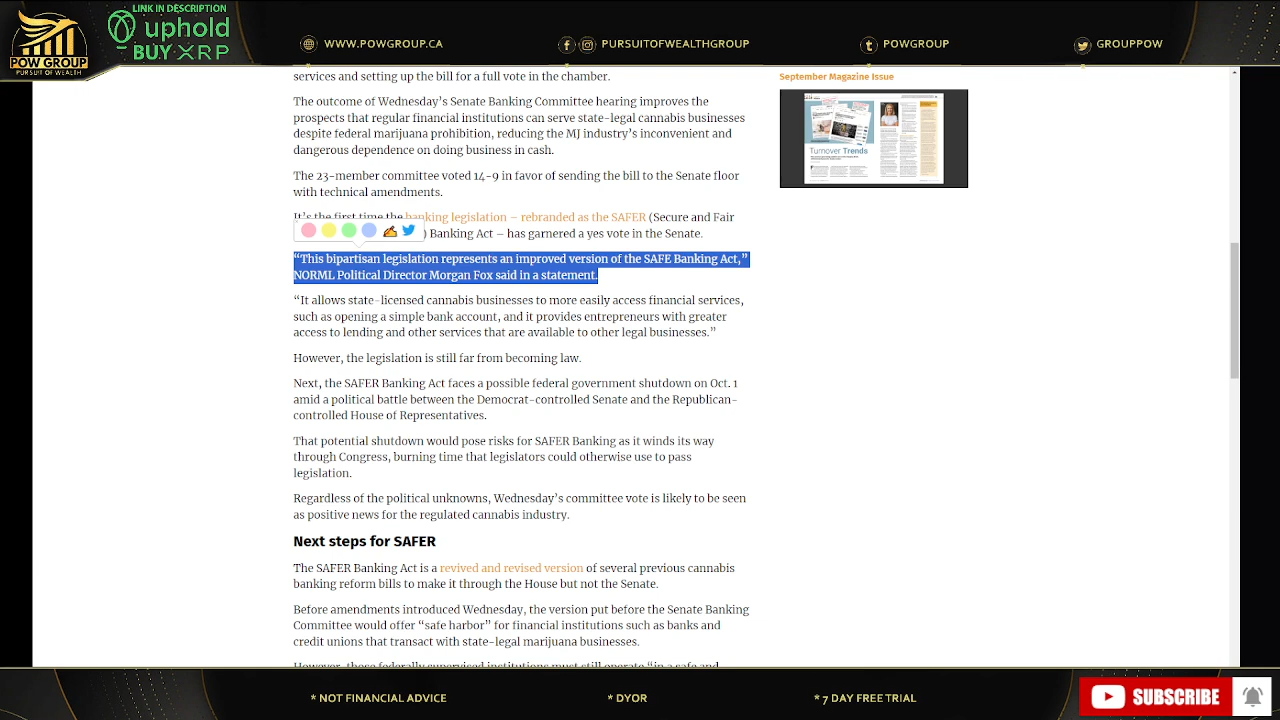 LINK IN DESCRIPTION
uphold
BUY XRP
POW GROUP
PURSUIT OF WEALTH
WWW.POWGROUP.CA
PURSUITOFWEALTHGROUP
POWGROUP
GROUPPOW
services and setting up the bill for a full vote in the chamber.
The outcome of Wednesday’s Senate Banking Committee hearing improves the
prospects that regular financial institutions can serve state-legal cannabis businesses
despite federal marijuana prohibition, reducing the MJ industry’s inconvenient and
dangerous dependence on doing business in cash.
The 23-member committee voted 14-9 in favor of sending the bill to the Senate floor
with technical amendments.
It’s the first time the banking legislation – rebranded as the SAFER (Secure and Fair
) Banking Act – has garnered a yes vote in the Senate.
“This bipartisan legislation represents an improved version of the SAFE Banking Act,”
NORML Political Director Morgan Fox said in a statement.
“It allows state-licensed cannabis businesses to more easily access financial services,
such as opening a simple bank account, and it provides entrepreneurs with greater
access to lending and other services that are available to other legal businesses.”
However, the legislation is still far from becoming law.
Next, the SAFER Banking Act faces a possible federal government shutdown on Oct. 1
amid a political battle between the Democrat-controlled Senate and the Republican-
controlled House of Representatives.
That potential shutdown would pose risks for SAFER Banking as it winds its way
through Congress, burning time that legislators could otherwise use to pass
legislation.
Regardless of the political unknowns, Wednesday’s committee vote is likely to be seen
as positive news for the regulated cannabis industry.
Next steps for SAFER
The SAFER Banking Act is a revived and revised version of several previous cannabis
banking reform bills to make it through the House but not the Senate.
Before amendments introduced Wednesday, the version put before the Senate Banking
Committee would offer “safe harbor” for financial institutions such as banks and
credit unions that transact with state-legal marijuana businesses.
However, those federally supervised institutions must still operate “in a safe and
September Magazine Issue
Turnover Trends
* NOT FINANCIAL ADVICE
* DYOR
* 7 DAY FREE TRIAL
SUBSCRIBE